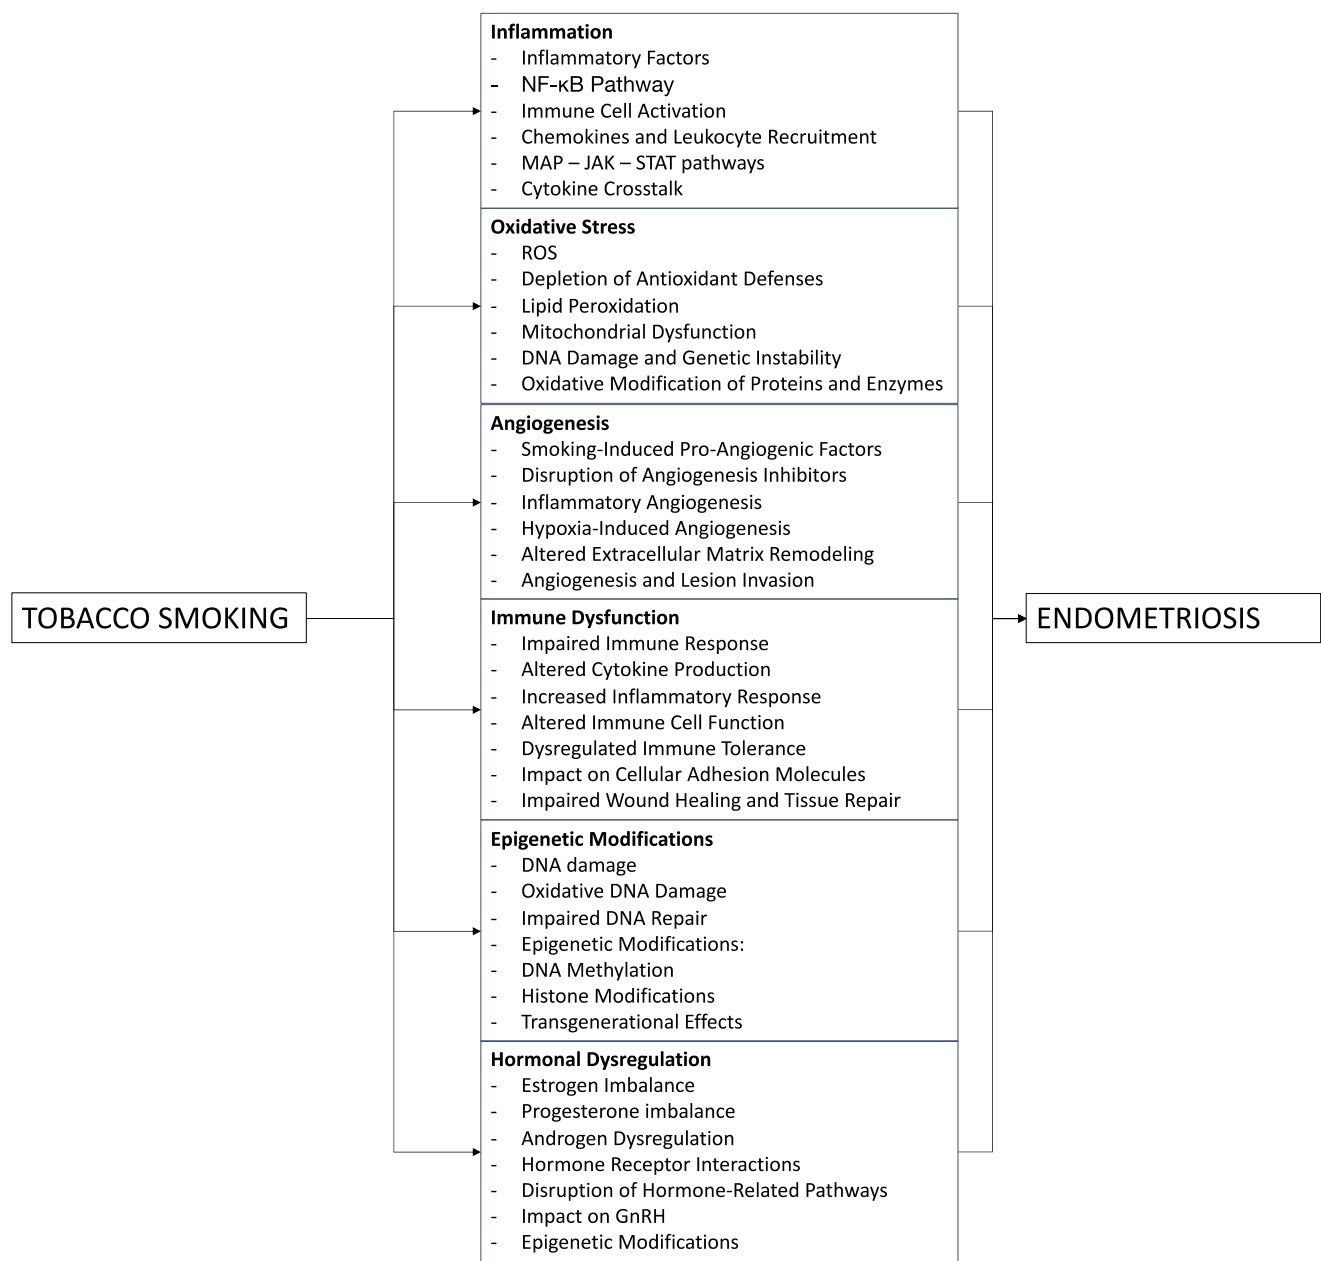 Inflammation
- Inflammatory Factors
- NF-κB Pathway
- Immune Cell Activation
- Chemokines and Leukocyte Recruitment
- MAP – JAK – STAT pathways
- Cytokine Crosstalk
Oxidative Stress
- ROS
- Depletion of Antioxidant Defenses
- Lipid Peroxidation
- Mitochondrial Dysfunction
- DNA Damage and Genetic Instability
- Oxidative Modification of Proteins and Enzymes
Angiogenesis
- Smoking-Induced Pro-Angiogenic Factors
- Disruption of Angiogenesis Inhibitors
- Inflammatory Angiogenesis
- Hypoxia-Induced Angiogenesis
- Altered Extracellular Matrix Remodeling
- Angiogenesis and Lesion Invasion
TOBACCO SMOKING
Immune Dysfunction
- Impaired Immune Response
- Altered Cytokine Production
- Increased Inflammatory Response
- Altered Immune Cell Function
- Dysregulated Immune Tolerance
- Impact on Cellular Adhesion Molecules
- Impaired Wound Healing and Tissue Repair
ENDOMETRIOSIS
Epigenetic Modifications
- DNA damage
- Oxidative DNA Damage
- Impaired DNA Repair
- Epigenetic Modifications:
- DNA Methylation
- Histone Modifications
- Transgenerational Effects
Hormonal Dysregulation
- Estrogen Imbalance
- Progesterone imbalance
- Androgen Dysregulation
- Hormone Receptor Interactions
- Disruption of Hormone-Related Pathways
- Impact on GnRH
- Epigenetic Modifications